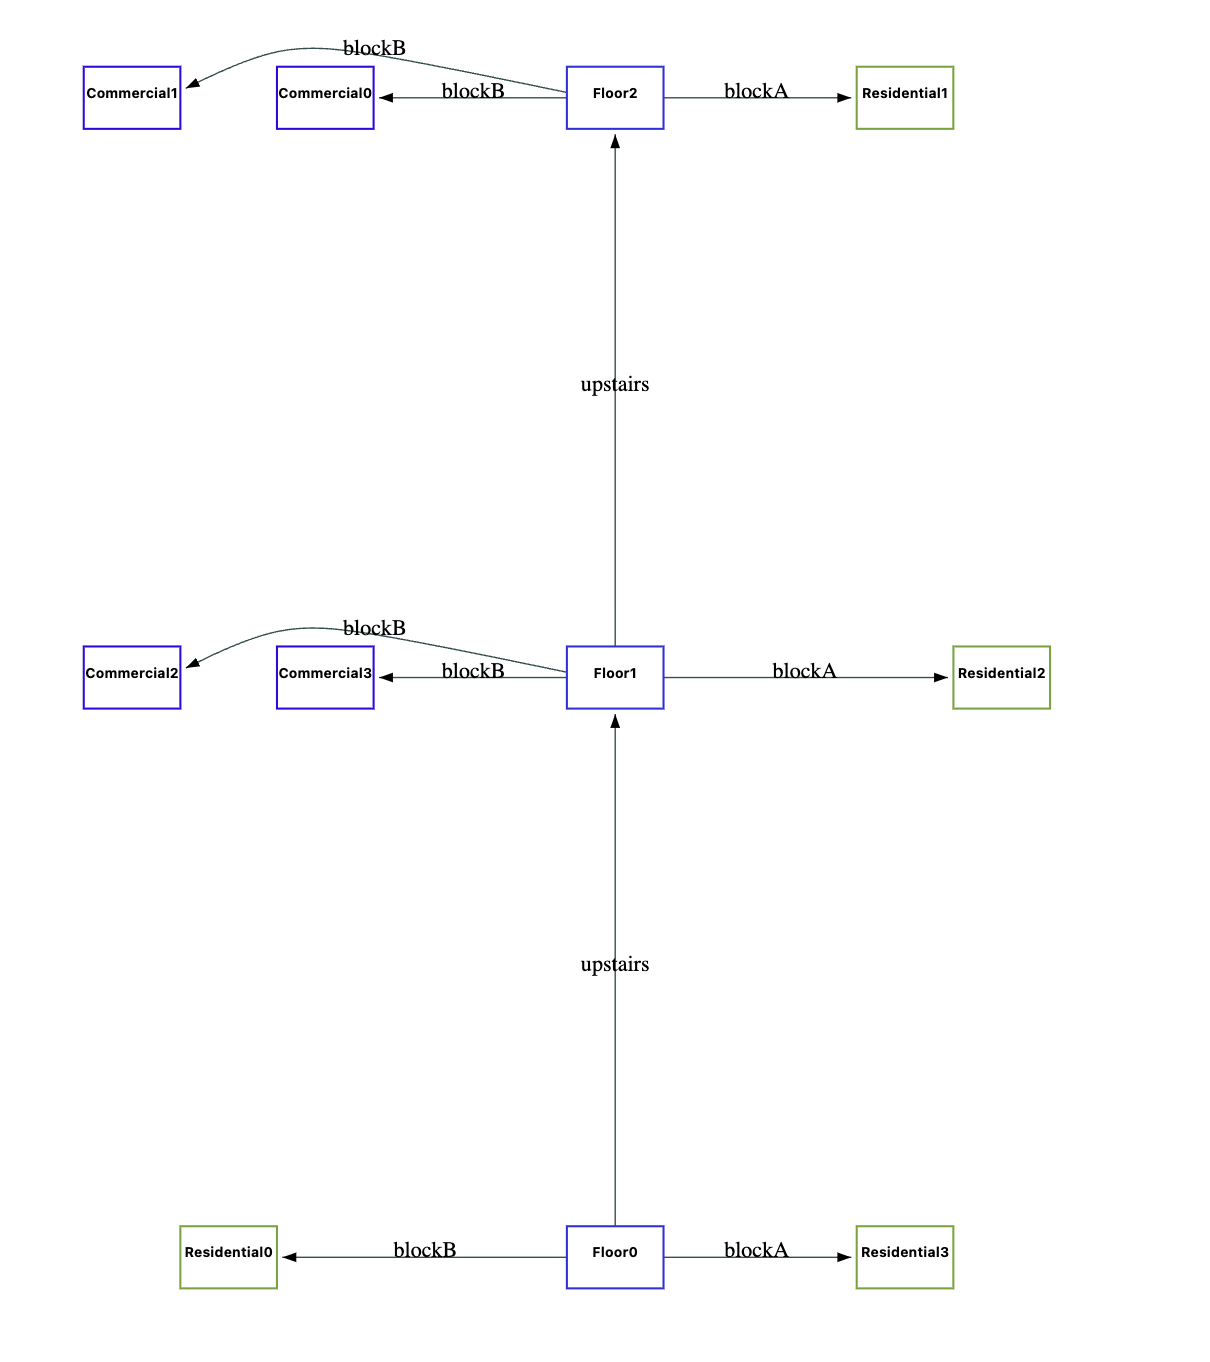 blockB
Commercial1
Commercial0
blockB
Floor2
blockA
Residential1
upstairs
blockB
Commercial2
Commercial3
blockB
Floor1
blockA
Residential2
upstairs
Residential0
blockB
Floor0
blockA
Residential3